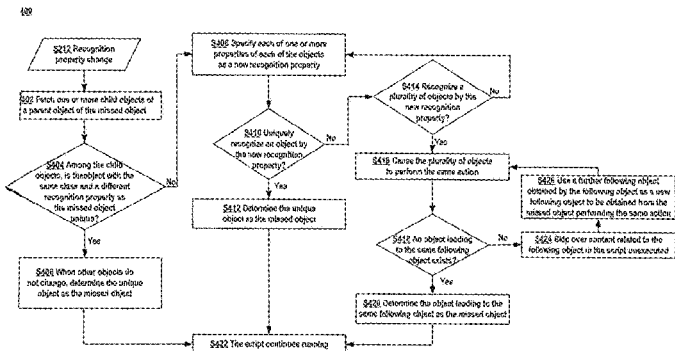 400
S212 Recognition
property change
S402 Fetch one or more child objects of
a parent object of the missed object
S404 Among the child
objects, is the object with the
same class and a different
recognition property as
the missed object
unique?
No
Yes
S406 When other objects do
not change, determine the unique
object as the missed object
S408 Specify each of one or more
properties of each of the objects
as a new recognition property
S410 Uniquely
recognize an object by
the new recognition
property?
No
Yes
S412 Determine the unique
object as the missed object
S414 Recognize a
plurality of objects by the
new recognition
property?
No
Yes
S416 Cause the plurality of objects
to perform the same action
S418 An object leading
to the same following
object exists?
No
Yes
S420 Determine the object leading to the
same following object as the missed object
S422 The script continue running
S424 Skip over content related to the
following object in the script unexecuted
S426 Use a further following object
obtained by the following object as a new
following object to be obtained from the
missed object performing the same action